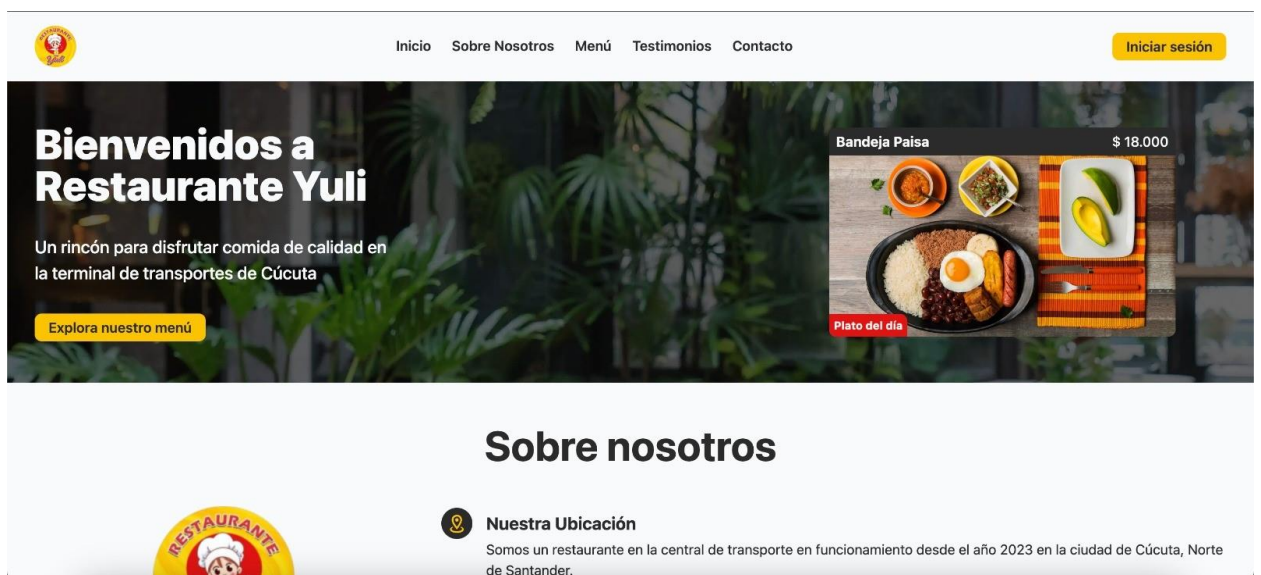 RESTAURANTE
Yuli
Inicio
Sobre Nosotros
Menú
Testimonios
Contacto
Iniciar sesión
Bienvenidos a
Restaurante Yuli
Un rincón para disfrutar comida de calidad en
la terminal de transportes de Cúcuta
Explora nuestro menú
Bandeja Paisa
$ 18.000
Plato del día
Sobre nosotros
RESTAURANTE
Nuestra Ubicación
Somos un restaurante en la central de transporte en funcionamiento desde el año 2023 en la ciudad de Cúcuta, Norte
de Santander.